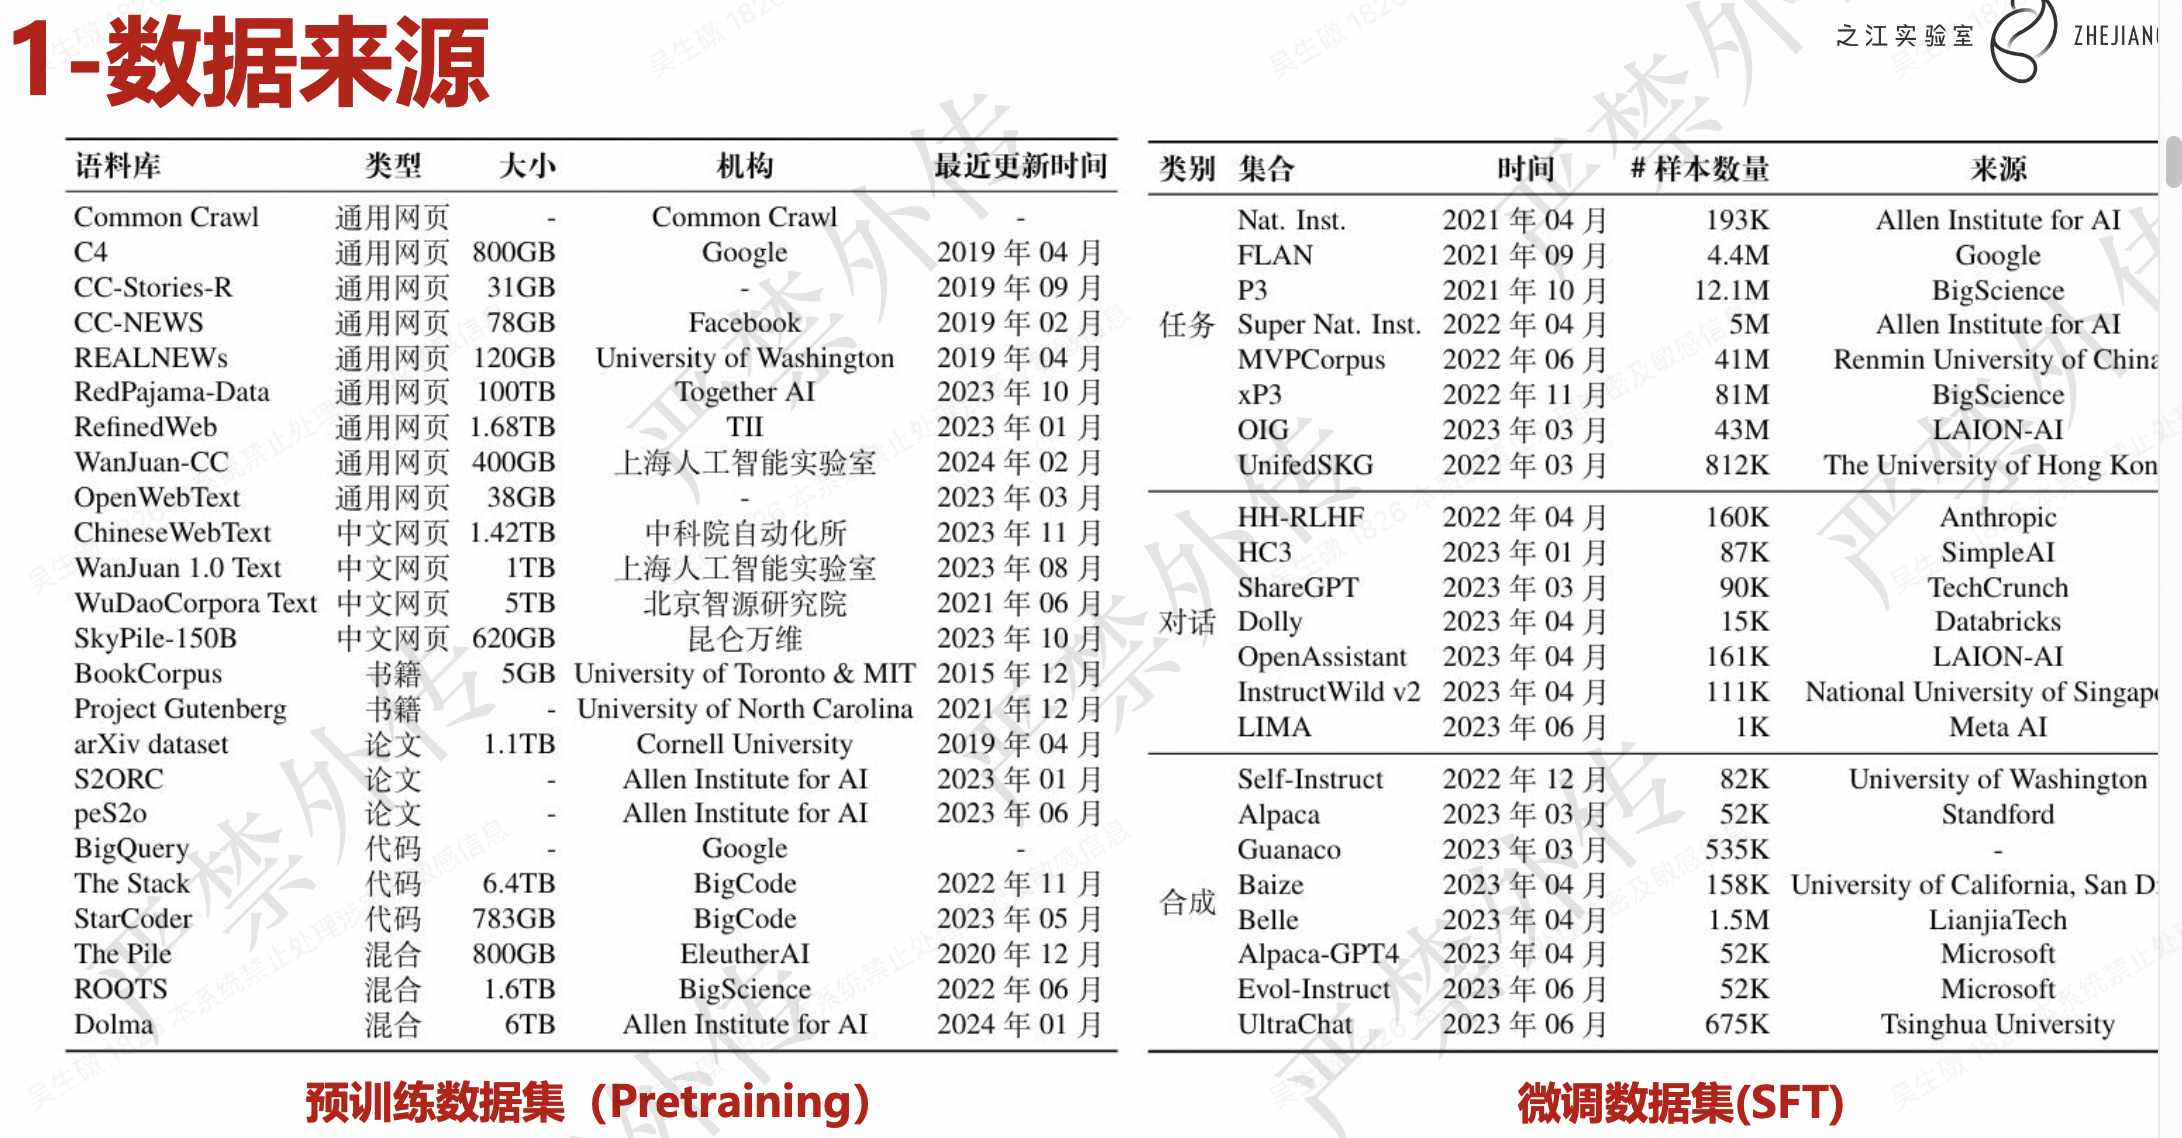 1-数据来源
之江实验室 ZHEJIAN
语料库 类型 大小 机构 最近更新时间
Common Crawl 通用网页 - Common Crawl -
C4 通用网页 800GB Google 2019 年 04 月
CC-Stories-R 通用网页 31GB - 2019 年 09 月
CC-NEWS 通用网页 78GB Facebook 2019 年 02 月
REALNEWs 通用网页 120GB University of Washington 2019 年 04 月
RedPajama-Data 通用网页 100TB Together AI 2023 年 10 月
RefinedWeb 通用网页 1.68TB TII 2023 年 01 月
WanJuan-CC 通用网页 400GB 上海人工智能实验室 2024 年 02 月
OpenWebText 通用网页 38GB - 2023 年 03 月
ChineseWebText 中文网页 1.42TB 中科院自动化所 2023 年 11 月
WanJuan 1.0 Text 中文网页 1TB 上海人工智能实验室 2023 年 08 月
WuDaoCorpora Text 中文网页 5TB 北京智源研究院 2021 年 06 月
SkyPile-150B 中文网页 620GB 昆仑万维 2023 年 10 月
BookCorpus 书籍 5GB University of Toronto & MIT 2015 年 12 月
Project Gutenberg 书籍 - University of North Carolina 2021 年 12 月
arXiv dataset 论文 1.1TB Cornell University 2019 年 04 月
S2ORC 论文 - Allen Institute for AI 2023 年 01 月
peS2o 论文 - Allen Institute for AI 2023 年 06 月
BigQuery 代码 - Google -
The Stack 代码 6.4TB BigCode 2022 年 11 月
StarCoder 代码 783GB BigCode 2023 年 05 月
The Pile 混合 800GB EleutherAI 2020 年 12 月
ROOTS 混合 1.6TB BigScience 2022 年 06 月
Dolma 混合 6TB Allen Institute for AI 2024 年 01 月
预训练数据集（Pretraining）
类别 集合 时间 # 样本数量 来源
Nat. Inst. 2021 年 04 月 193K Allen Institute for AI
FLAN 2021 年 09 月 4.4M Google
P3 2021 年 10 月 12.1M BigScience
任务 Super Nat. Inst. 2022 年 04 月 5M Allen Institute for AI
MVPCorpus 2022 年 06 月 41M Renmin University of China
xP3 2022 年 11 月 81M BigScience
OIG 2023 年 03 月 43M LAION-AI
UnifedSKG 2022 年 03 月 812K The University of Hong Kon
HH-RLHF 2022 年 04 月 160K Anthropic
HC3 2023 年 01 月 87K SimpleAI
ShareGPT 2023 年 03 月 90K TechCrunch
对话 Dolly 2023 年 04 月 15K Databricks
OpenAssistant 2023 年 04 月 161K LAION-AI
InstructWild v2 2023 年 04 月 111K National University of Singap
LIMA 2023 年 06 月 1K Meta AI
Self-Instruct 2022 年 12 月 82K University of Washington
Alpaca 2023 年 03 月 52K Standford
Guanaco 2023 年 03 月 535K -
合成 Baize 2023 年 04 月 158K University of California, San D
Belle 2023 年 04 月 1.5M LianjiaTech
Alpaca-GPT4 2023 年 04 月 52K Microsoft
Evol-Instruct 2023 年 06 月 52K Microsoft
UltraChat 2023 年 06 月 675K Tsinghua University
微调数据集(SFT)
严禁外传